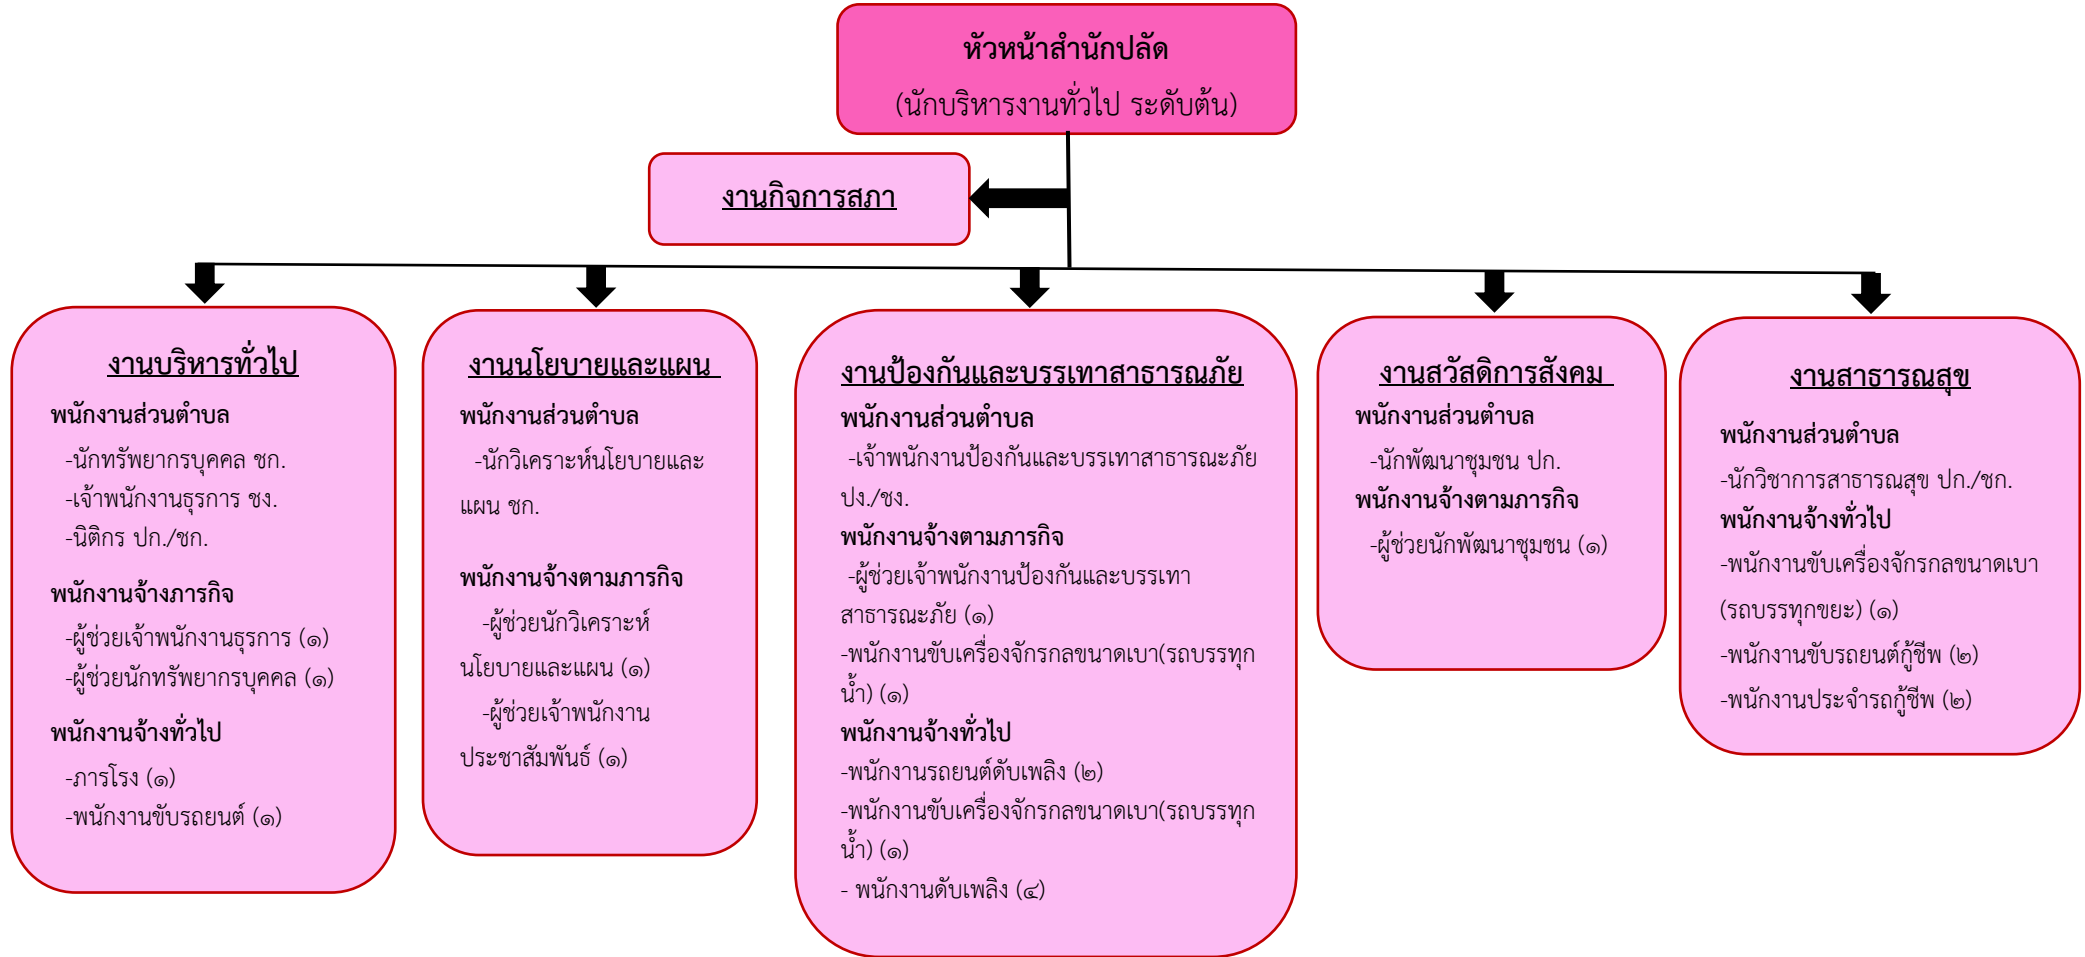 หัวหน้าสำนักปลัด
(นักบริหารงานทั่วไป ระดับต้น)
งานกิจการสภา
งานบริหารทั่วไป
พนักงานส่วนตำบล
-นักทรัพยากรบุคคล ชก.
-เจ้าพนักงานธุรการ ชง.
-นิติกร ปก./ชก.
พนักงานจ้างภารกิจ
-ผู้ช่วยเจ้าพนักงานธุรการ (๑)
-ผู้ช่วยนักทรัพยากรบุคคล (๑)
พนักงานจ้างทั่วไป
-ภารโรง (๑)
-พนักงานขับรถยนต์ (๑)
งานนโยบายและแผน
พนักงานส่วนตำบล
-นักวิเคราะห์นโยบายและ
แผน ชก.
พนักงานจ้างตามภารกิจ
-ผู้ช่วยนักวิเคราะห์
นโยบายและแผน (๑)
-ผู้ช่วยเจ้าพนักงาน
ประชาสัมพันธ์ (๑)
งานป้องกันและบรรเทาสาธารณภัย
พนักงานส่วนตำบล
-เจ้าพนักงานป้องกันและบรรเทาสาธารณะภัย
ปง./ชง.
พนักงานจ้างตามภารกิจ
-ผู้ช่วยเจ้าพนักงานป้องกันและบรรเทา
สาธารณะภัย (๑)
-พนักงานขับเครื่องจักรกลขนาดเบา(รถบรรทุก
น้ำ) (๑)
พนักงานจ้างทั่วไป
-พนักงานรถยนต์ดับเพลิง (๒)
-พนักงานขับเครื่องจักรกลขนาดเบา(รถบรรทุก
น้ำ) (๑)
- พนักงานดับเพลิง (๔)
งานสวัสดิการสังคม
พนักงานส่วนตำบล
-นักพัฒนาชุมชน ปก.
พนักงานจ้างตามภารกิจ
-ผู้ช่วยนักพัฒนาชุมชน (๑)
งานสาธารณสุข
พนักงานส่วนตำบล
-นักวิชาการสาธารณสุข ปก./ชก.
พนักงานจ้างทั่วไป
-พนักงานขับเครื่องจักรกลขนาดเบา
(รถบรรทุกขยะ) (๑)
-พนักงานขับรถยนต์กู้ชีพ (๒)
-พนักงานประจำรถกู้ชีพ (๒)